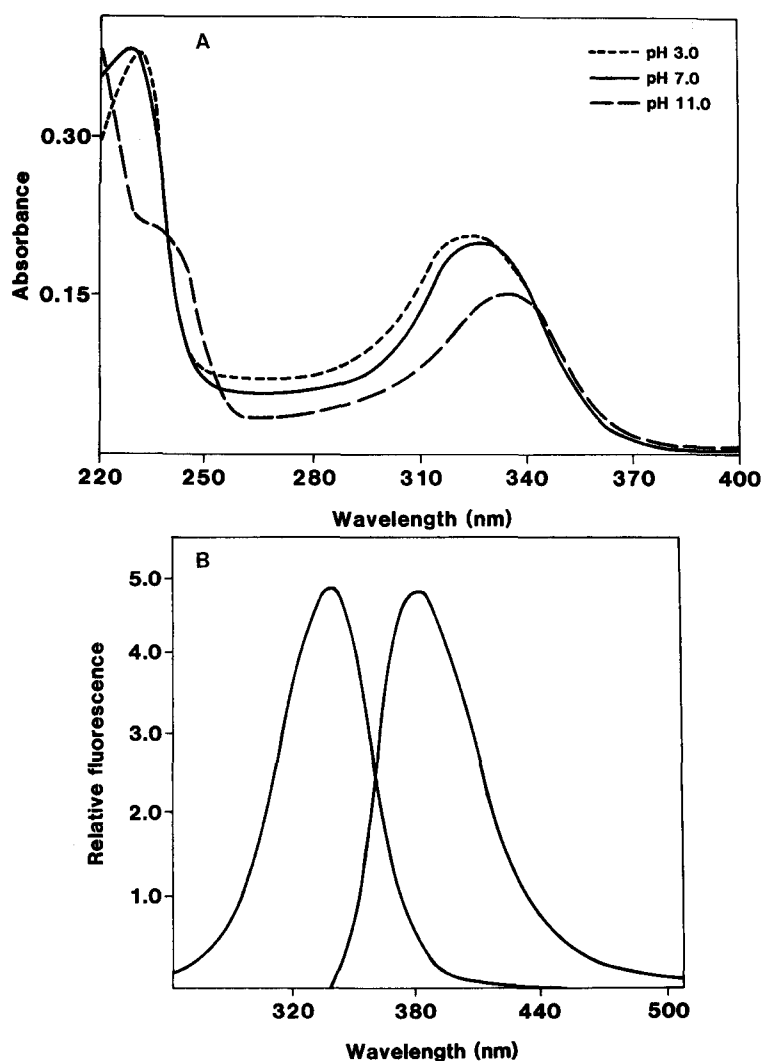 A
pH 3.0
pH 7.0
pH 11.0
0.30
0.15
Absorbance
220 250 280 310 340 370 400
Wavelength (nm)
B
5.0
4.0
3.0
2.0
1.0
Relative fluorescence
320 380 440 500
Wavelength (nm)